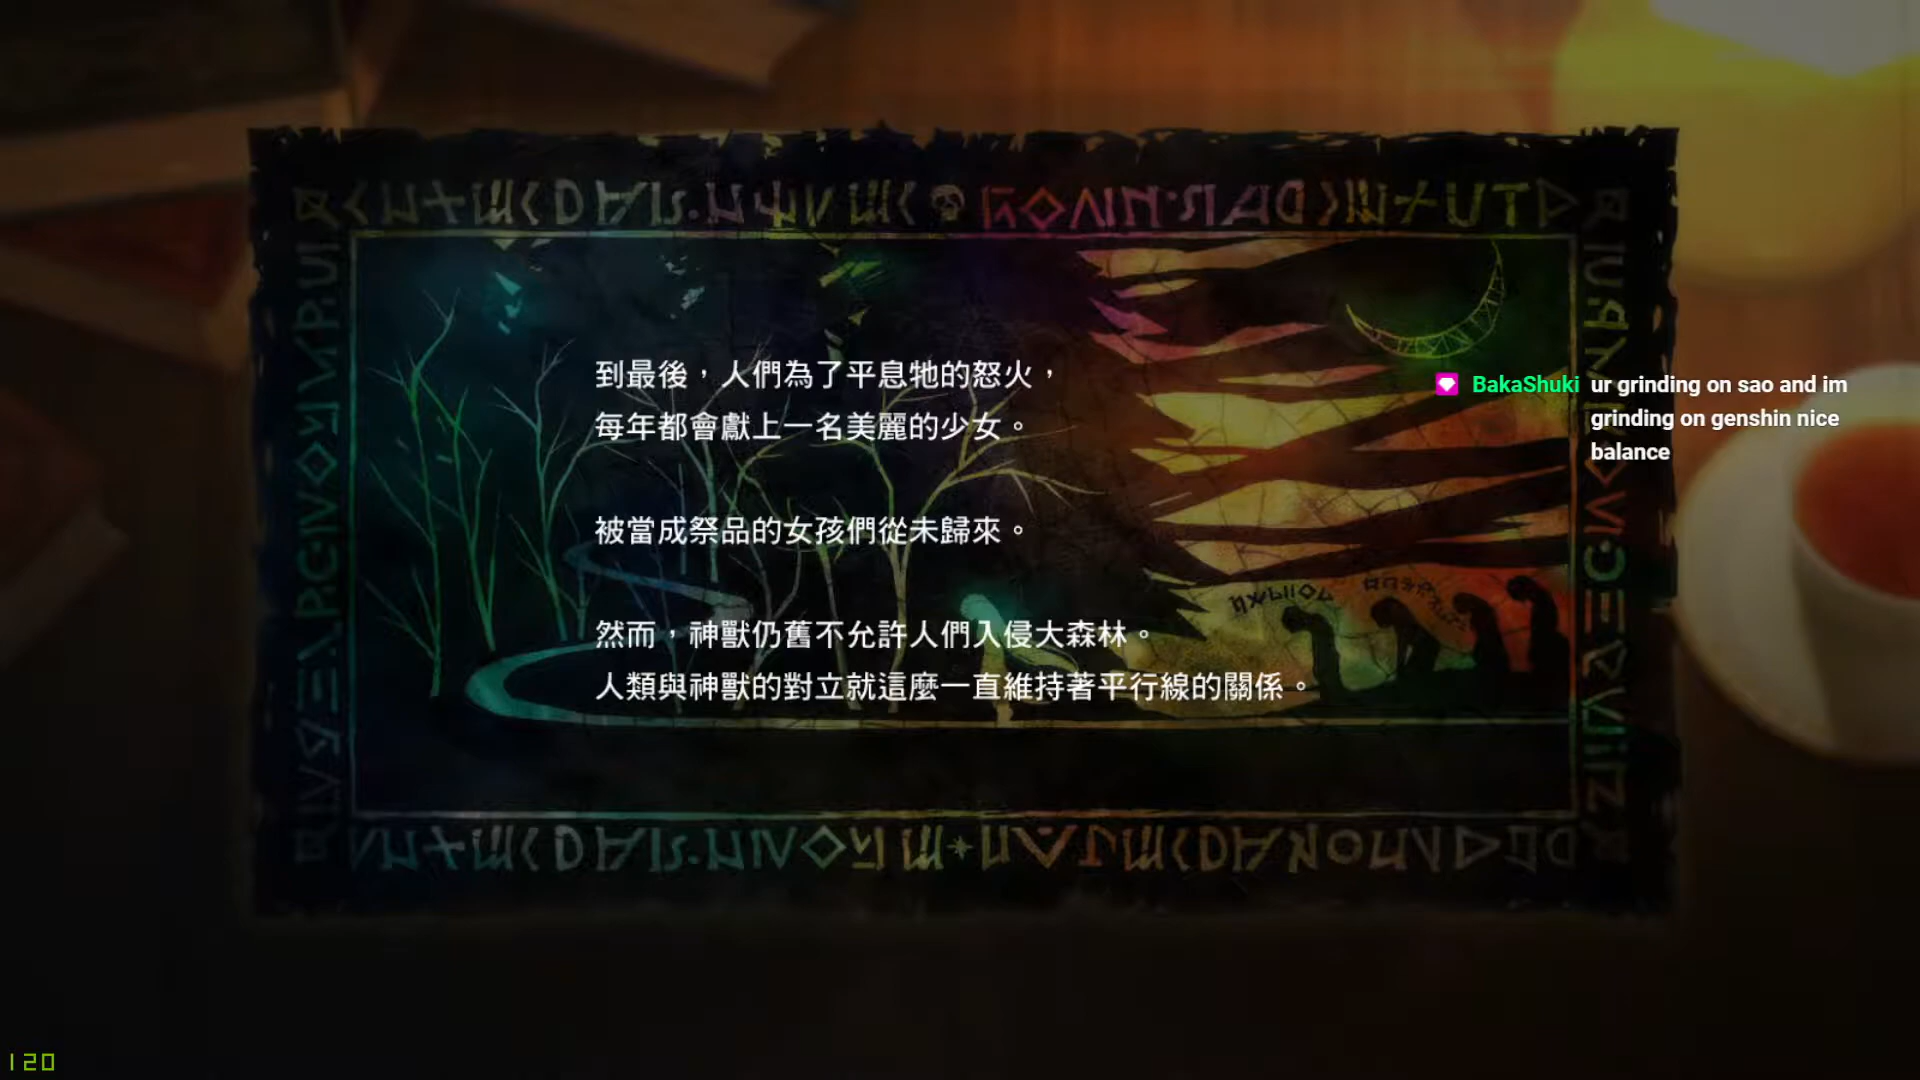 到最後，人們為了平息牠的怒火，
每年都會獻上一名美麗的少女。
被當成祭品的女孩們從未歸來。
然而，神獸仍舊不允許人們入侵大森林。
人類與神獸的對立就這麼一直維持著平行線的關係。
BakaShuki ur grinding on sao and im
grinding on genshin nice
balance
120